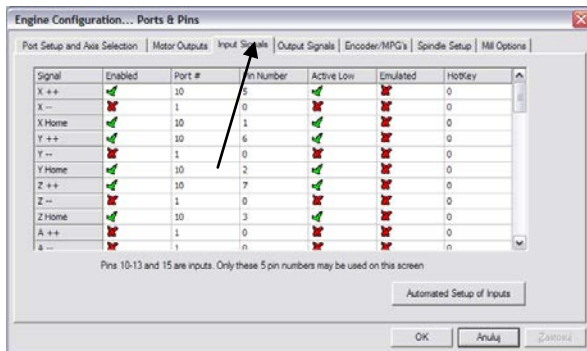 Engine Configuration... Ports & Pins
Port Setup and Axis Selection Motor Outputs Input Signals Output Signals Encoder/MPG's Spindle Setup Mill Options
Signal Enabled Port # Pin Number Active Low Emulated HotKey
X ++ 10 5 0
X -- 1 0 0
X Home 10 1 0
Y ++ 10 6 0
Y -- 1 0 0
Y Home 10 2 0
Z ++ 10 7 0
Z -- 1 0 0
Z Home 10 3 0
A ++ 1 0 0
A -- 1 0 0
Pins 10-13 and 15 are inputs. Only these 5 pin numbers may be used on this screen
Automated Setup of Inputs
OK Anuluj Zastosuj